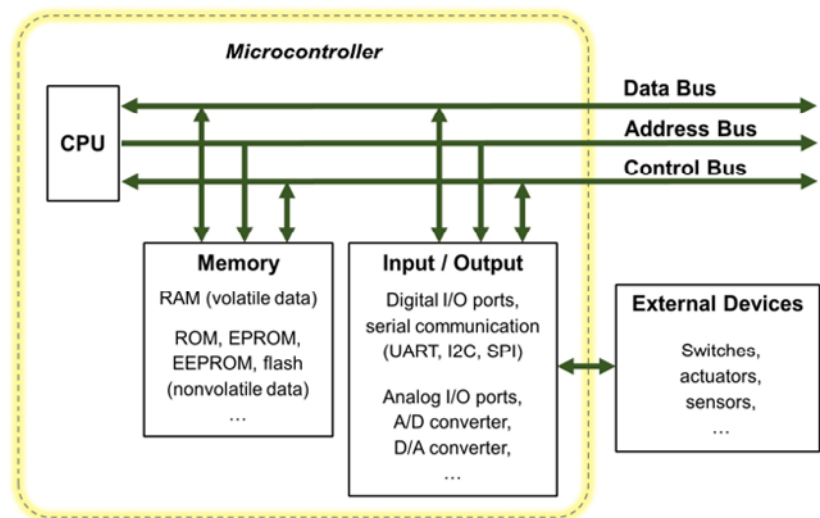 Microcontroller
CPU
Data Bus
Address Bus
Control Bus
Memory
RAM (volatile data)
ROM, EPROM,
EEPROM, flash
(nonvolatile data)
…
Input / Output
Digital I/O ports,
serial communication
(UART, I2C, SPI)
Analog I/O ports,
A/D converter,
D/A converter,
…
External Devices
Switches,
actuators,
sensors,
…